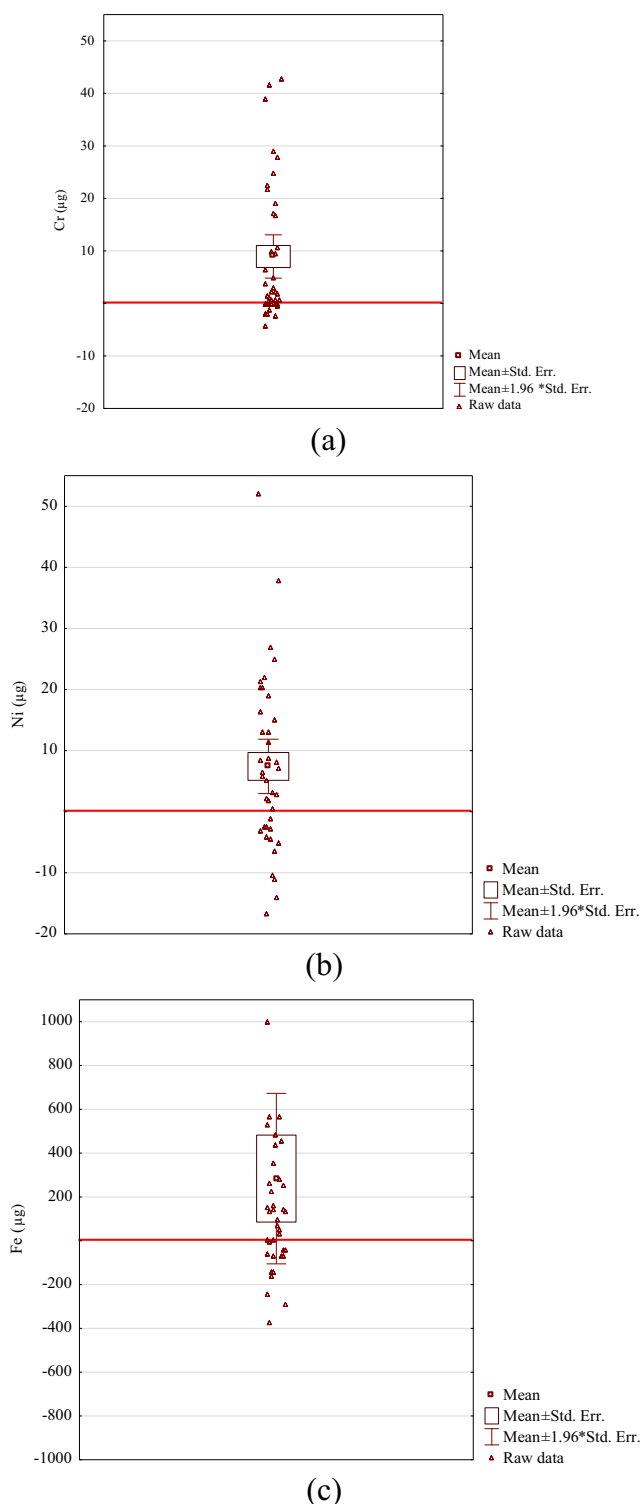 50
40
30
20
10
-10
-20
Cr (µg)
Mean
Mean±Std. Err.
Mean±1.96 *Std. Err.
Raw data
(a)
50
40
30
20
10
-10
-20
Ni (µg)
Mean
Mean±Std. Err.
Mean±1.96*Std. Err.
Raw data
(b)
1000
800
600
400
200
-200
-400
-600
-800
-1000
Fe (µg)
Mean
Mean±Std. Err.
Mean±1.96*Std. Err.
Raw data
(c)